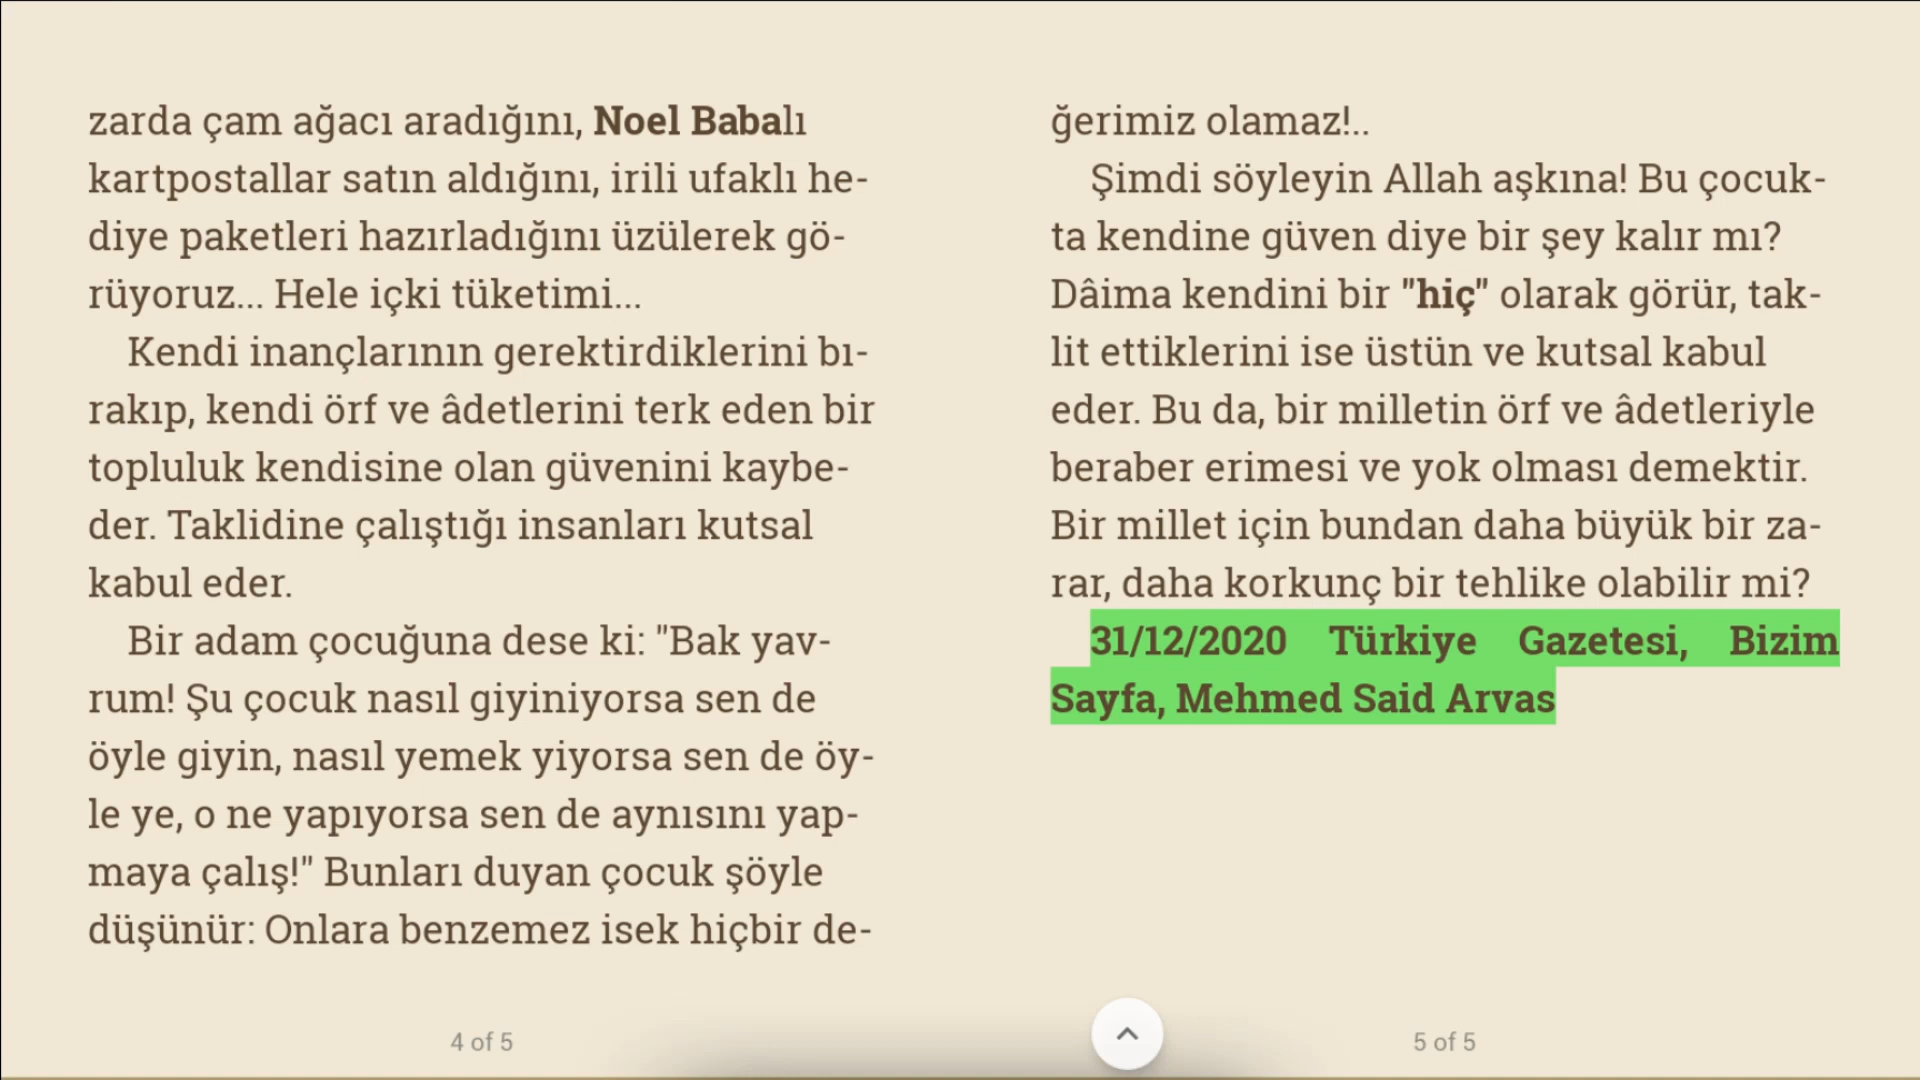 zarda çam ağacı aradığını, Noel Babalı
kartpostallar satın aldığını, irili ufaklı he-
diye paketleri hazırladığını üzülerek gö-
rüyoruz... Hele içki tüketimi...
Kendi inançlarının gerektirdiklerini bı-
rakıp, kendi örf ve âdetlerini terk eden bir
topluluk kendisine olan güvenini kaybe-
der. Taklidine çalıştığı insanları kutsal
kabul eder.
Bir adam çocuğuna dese ki: "Bak yav-
rum! Şu çocuk nasıl giyiniyorsa sen de
öyle giyin, nasıl yemek yiyorsa sen de öy-
le ye, o ne yapıyorsa sen de aynısını yap-
maya çalış!" Bunları duyan çocuk şöyle
düşünür: Onlara benzemez isek hiçbir de-
4 of 5
ğerimiz olamaz!..
Şimdi söyleyin Allah aşkına! Bu çocuk-
ta kendine güven diye bir şey kalır mı?
Dâima kendini bir "hiç" olarak görür, tak-
lit ettiklerini ise üstün ve kutsal kabul
eder. Bu da, bir milletin örf ve âdetleriyle
beraber erimesi ve yok olması demektir.
Bir millet için bundan daha büyük bir za-
rar, daha korkunç bir tehlike olabilir mi?
31/12/2020 Türkiye Gazetesi, Bizim
Sayfa, Mehmed Said Arvas
5 of 5